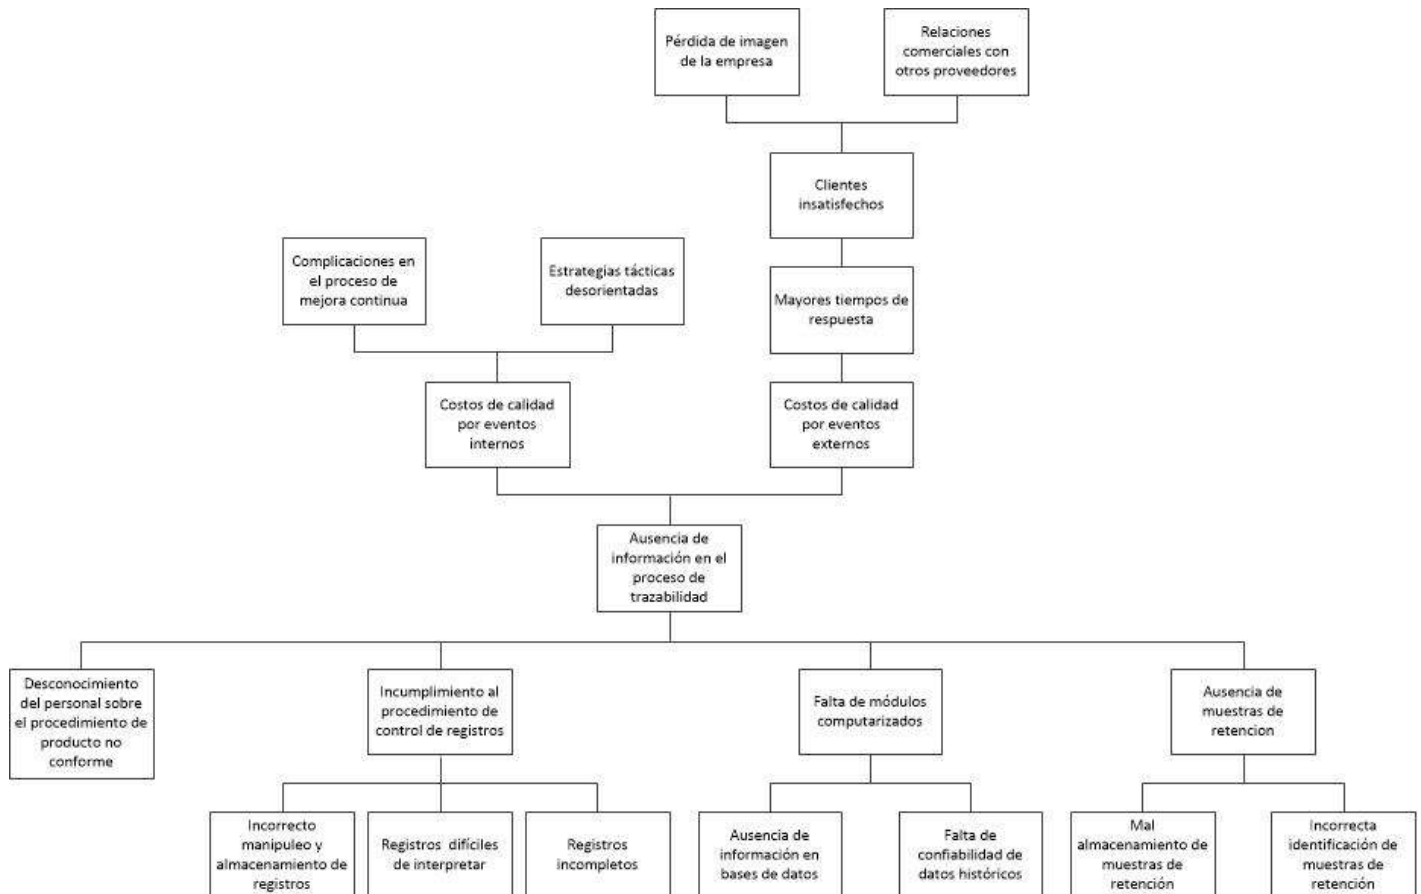 Pérdida de imagen
de la empresa
Relaciones
comerciales con
otros proveedores
Clientes
insatisfechos
Complicaciones en
el proceso de
mejora continua
Estrategias tácticas
desorientadas
Mayores tiempos de
respuesta
Costos de calidad
por eventos
internos
Costos de calidad
por eventos
externos
Ausencia de
información en el
proceso de
trazabilidad
Desconocimiento
del personal sobre
el procedimiento de
producto no
conforme
Incumplimiento al
procedimiento de
control de registros
Falta de módulos
computarizados
Ausencia de
muestras de
retencion
Incorrecto
manipuleo y
almacenamiento de
registros
Registros difíciles
de interpretar
Registros
incompletos
Ausencia de
información en
bases de datos
Falta de
confiabilidad de
datos históricos
Mal
almacenamiento de
muestras de
retención
Incorrecta
identificación de
muestras de
retención